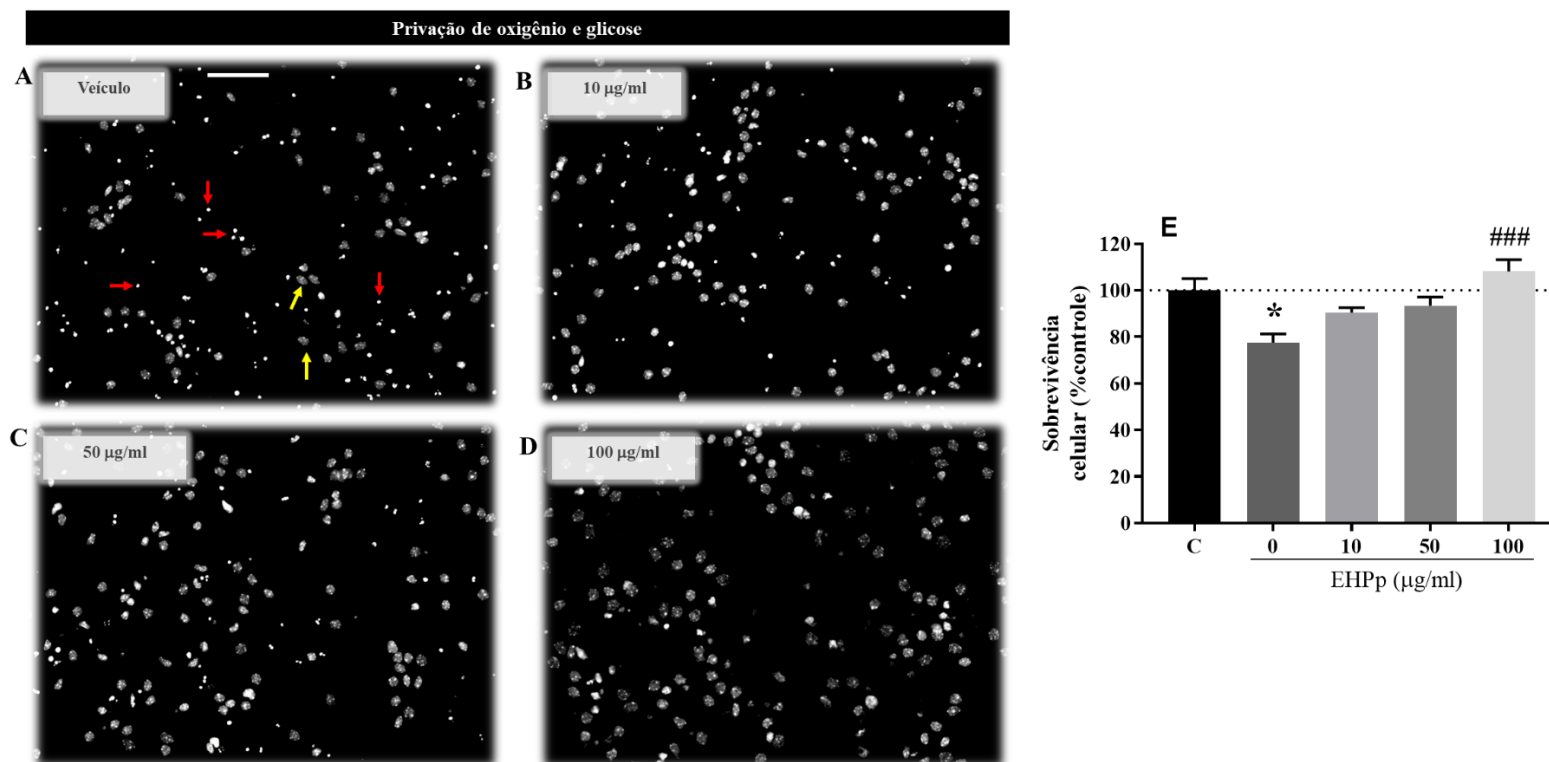 Privação de oxigênio e glicose
A
Veículo
B
10 µg/ml
C
50 µg/ml
D
100 µg/ml
E
###
*
Sobrevivência
celular (%controle)
120
100
80
60
40
20
0
C
0
10
50
100
EHPp (µg/ml)